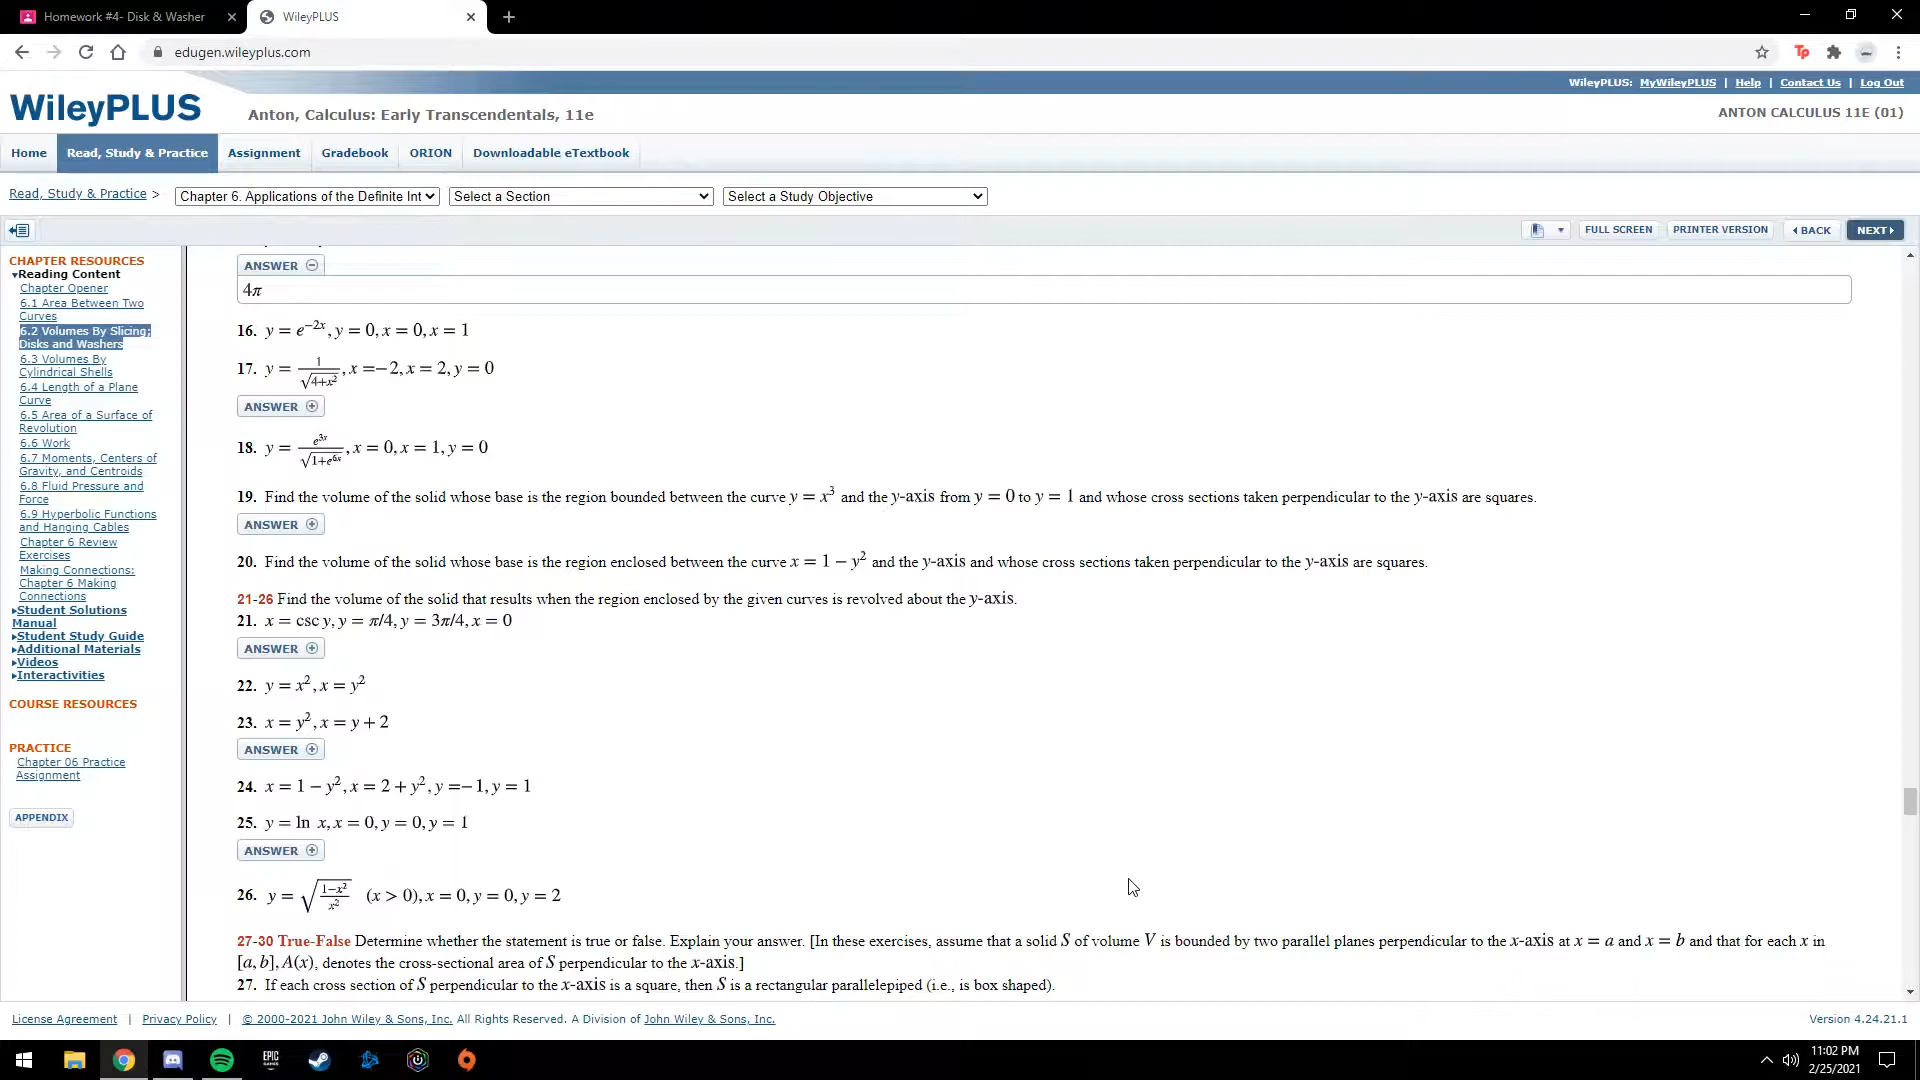 Homework #4- Disk & Washer
WileyPLUS
edugen.wileyplus.com
WileyPLUS: MyWileyPLUS | Help | Contact Us | Log Out
WileyPLUS
Anton, Calculus: Early Transcendentals, 11e
ANTON CALCULUS 11E (01)
Home
Read, Study & Practice
Assignment
Gradebook
ORION
Downloadable eTextbook
Read, Study & Practice >
Chapter 6. Applications of the Definite Int
Select a Section
Select a Study Objective
FULL SCREEN
PRINTER VERSION
BACK
NEXT
CHAPTER RESOURCES
Reading Content
Chapter Opener
6.1 Area Between Two
Curves
6.2 Volumes By Slicing;
Disks and Washers
6.3 Volumes By
Cylindrical Shells
6.4 Length of a Plane
Curve
6.5 Area of a Surface of
Revolution
6.6 Work
6.7 Moments, Centers of
Gravity, and Centroids
6.8 Fluid Pressure and
Force
6.9 Hyperbolic Functions
and Hanging Cables
Chapter 6 Review
Exercises
Making Connections:
Chapter 6 Making
Connections
Student Solutions
Manual
Student Study Guide
Additional Materials
Videos
Interactivities
COURSE RESOURCES
PRACTICE
Chapter 06 Practice
Assignment
APPENDIX
ANSWER
4π
16. y = e^{−2x}, y = 0, x = 0, x = 1
17. y = 1/√(4+x²), x =−2, x = 2, y = 0
ANSWER
18. y = e^{3x}/√(1+e^{6x}), x = 0, x = 1, y = 0
19. Find the volume of the solid whose base is the region bounded between the curve y = x³ and the y-axis from y = 0 to y = 1 and whose cross sections taken perpendicular to the y-axis are squares.
ANSWER
20. Find the volume of the solid whose base is the region enclosed between the curve x = 1 − y² and the y-axis and whose cross sections taken perpendicular to the y-axis are squares.
21-26 Find the volume of the solid that results when the region enclosed by the given curves is revolved about the y-axis.
21. x = csc y, y = π/4, y = 3π/4, x = 0
ANSWER
22. y = x², x = y²
23. x = y², x = y + 2
ANSWER
24. x = 1 − y², x = 2 + y², y =−1, y = 1
25. y = ln x, x = 0, y = 0, y = 1
ANSWER
26. y = √((1−x²)/x²) (x > 0), x = 0, y = 0, y = 2
27-30 True-False Determine whether the statement is true or false. Explain your answer. [In these exercises, assume that a solid S of volume V is bounded by two parallel planes perpendicular to the x-axis at x = a and x = b and that for each x in
[a, b], A(x), denotes the cross-sectional area of S perpendicular to the x-axis.]
27. If each cross section of S perpendicular to the x-axis is a square, then S is a rectangular parallelepiped (i.e., is box shaped).
License Agreement | Privacy Policy | © 2000-2021 John Wiley & Sons, Inc. All Rights Reserved. A Division of John Wiley & Sons, Inc.
Version 4.24.21.1
EPIC
GAMES
11:02 PM
2/25/2021